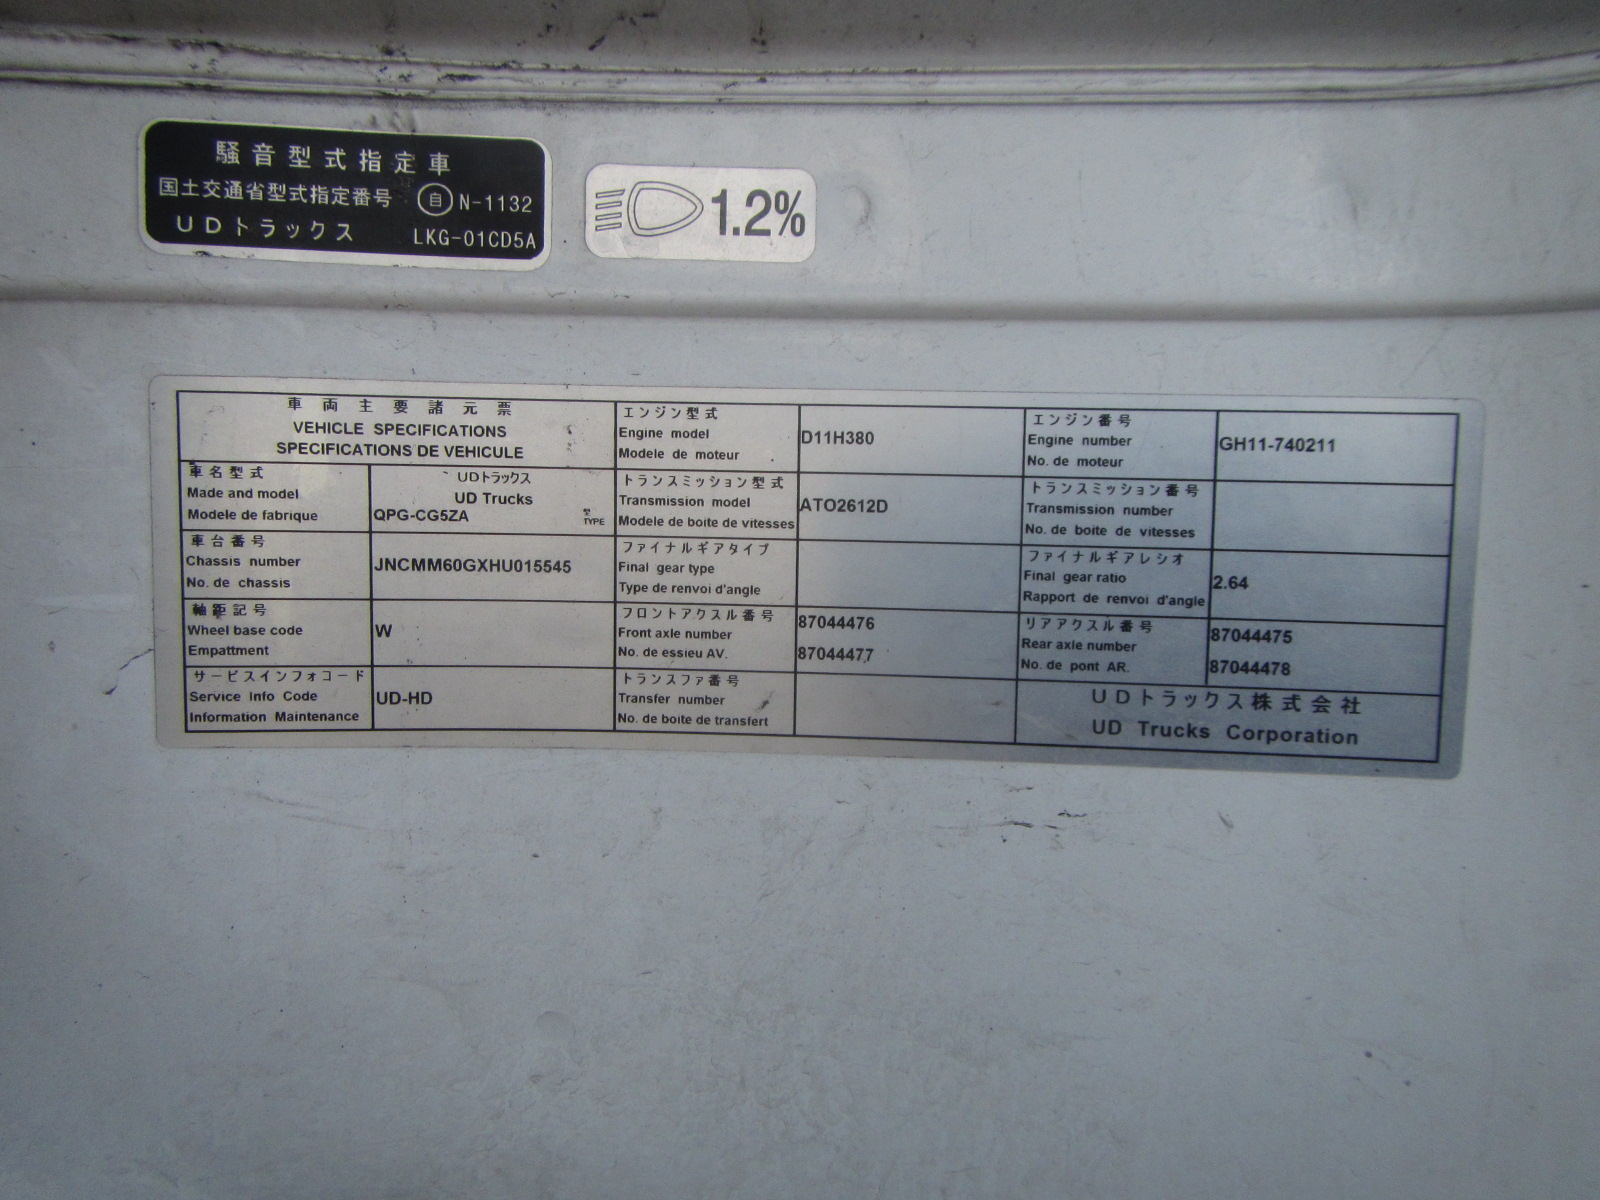 騒音型式指定車
国土交通省型式指定番号 自 N-1132
UDトラックス LKG-01CD5A
1.2%
車両主要諸元票
VEHICLE SPECIFICATIONS
SPECIFICATIONS DE VEHICULE
車名型式
Made and model
Modele de fabrique
UDトラックス
UD Trucks
QPG-CG5ZA 型
TYPE
車台番号
Chassis number
No. de chassis
JNCMM60GXHU015545
軸距記号
Wheel base code
Empattment
W
サービスインフォコード
Service Info Code
Information Maintenance
UD-HD
エンジン型式
Engine model
Modele de moteur
D11H380
トランスミッション型式
Transmission model
Modele de boite de vitesses
ATO2612D
ファイナルギアタイプ
Final gear type
Type de renvoi d'angle
フロントアクスル番号
Front axle number
No. de essieu AV.
87044476
87044477
トランスファ番号
Transfer number
No. de boite de transfert
エンジン番号
Engine number
No. de moteur
GH11-740211
トランスミッション番号
Transmission number
No. de boite de vitesses
ファイナルギアレシオ
Final gear ratio
Rapport de renvoi d'angle
2.64
リアアクスル番号
Rear axle number
No. de pont AR.
87044475
87044478
UDトラックス株式会社
UD Trucks Corporation